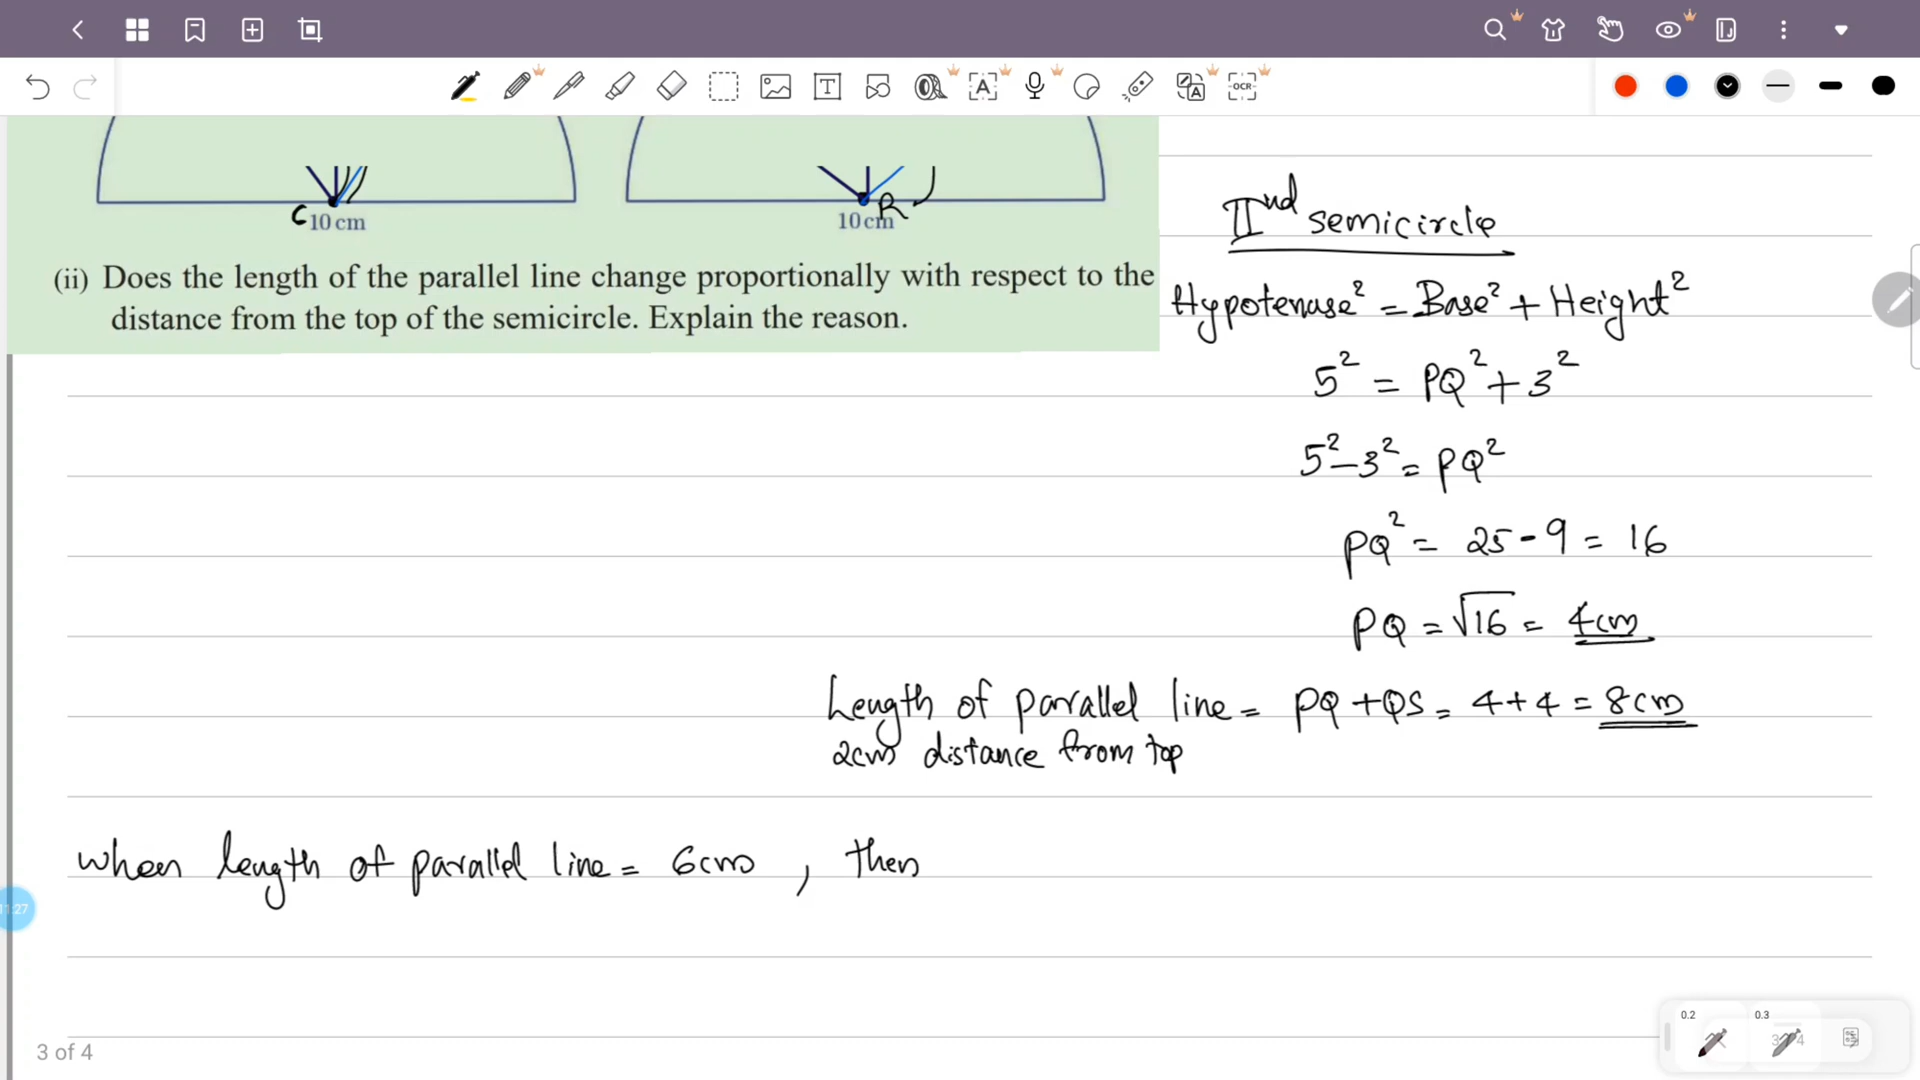 C
10 cm
R
10 cm
(ii) Does the length of the parallel line change proportionally with respect to the
distance from the top of the semicircle. Explain the reason.
IInd semicircle
Hypotenuse² = Base² + Height²
5² = PQ² + 3²
5² - 3² = PQ²
PQ² = 25 - 9 = 16
PQ = √16 = 4cm
Length of parallel line = PQ + QS = 4 + 4 = 8cm
2cm distance from top
When length of parallel line = 6cm , then
11:27
3 of 4
0.2
0.3
A
T
A
OCR